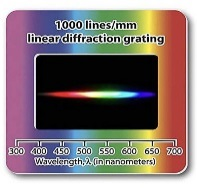 1000 lines/mm
linear diffraction grating
300 400 450 500 550 600 650 700
Wavelength, λ, (in nanometers)